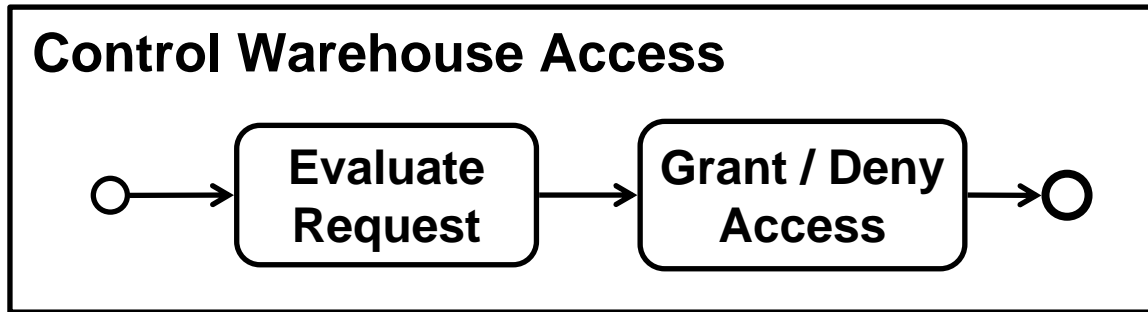 Control Warehouse Access
Evaluate
Request
Grant / Deny
Access